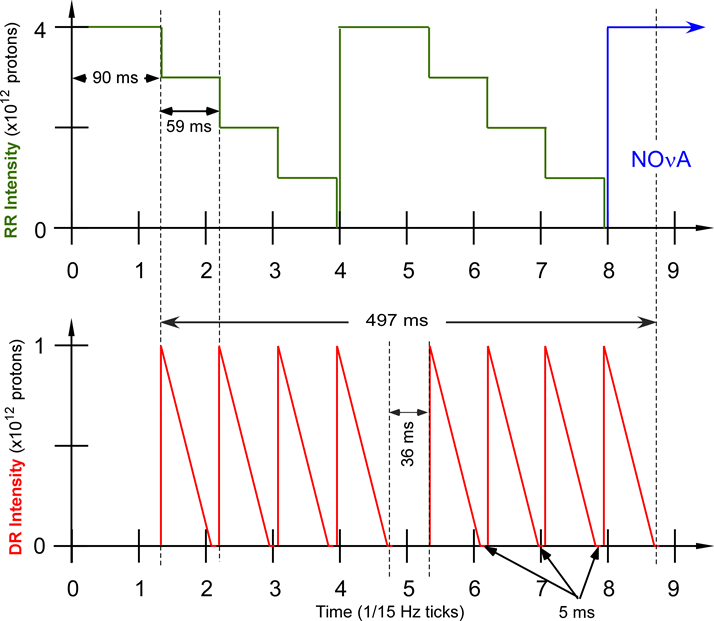 RR Intensity (x10¹² protons)
4
0
90 ms
59 ms
NOνA
0 1 2 3 4 5 6 7 8 9
DR Intensity (x10¹² protons)
1
0
497 ms
36 ms
0 1 2 3 4 5 6 7 8 9
5 ms
Time (1/15 Hz ticks)